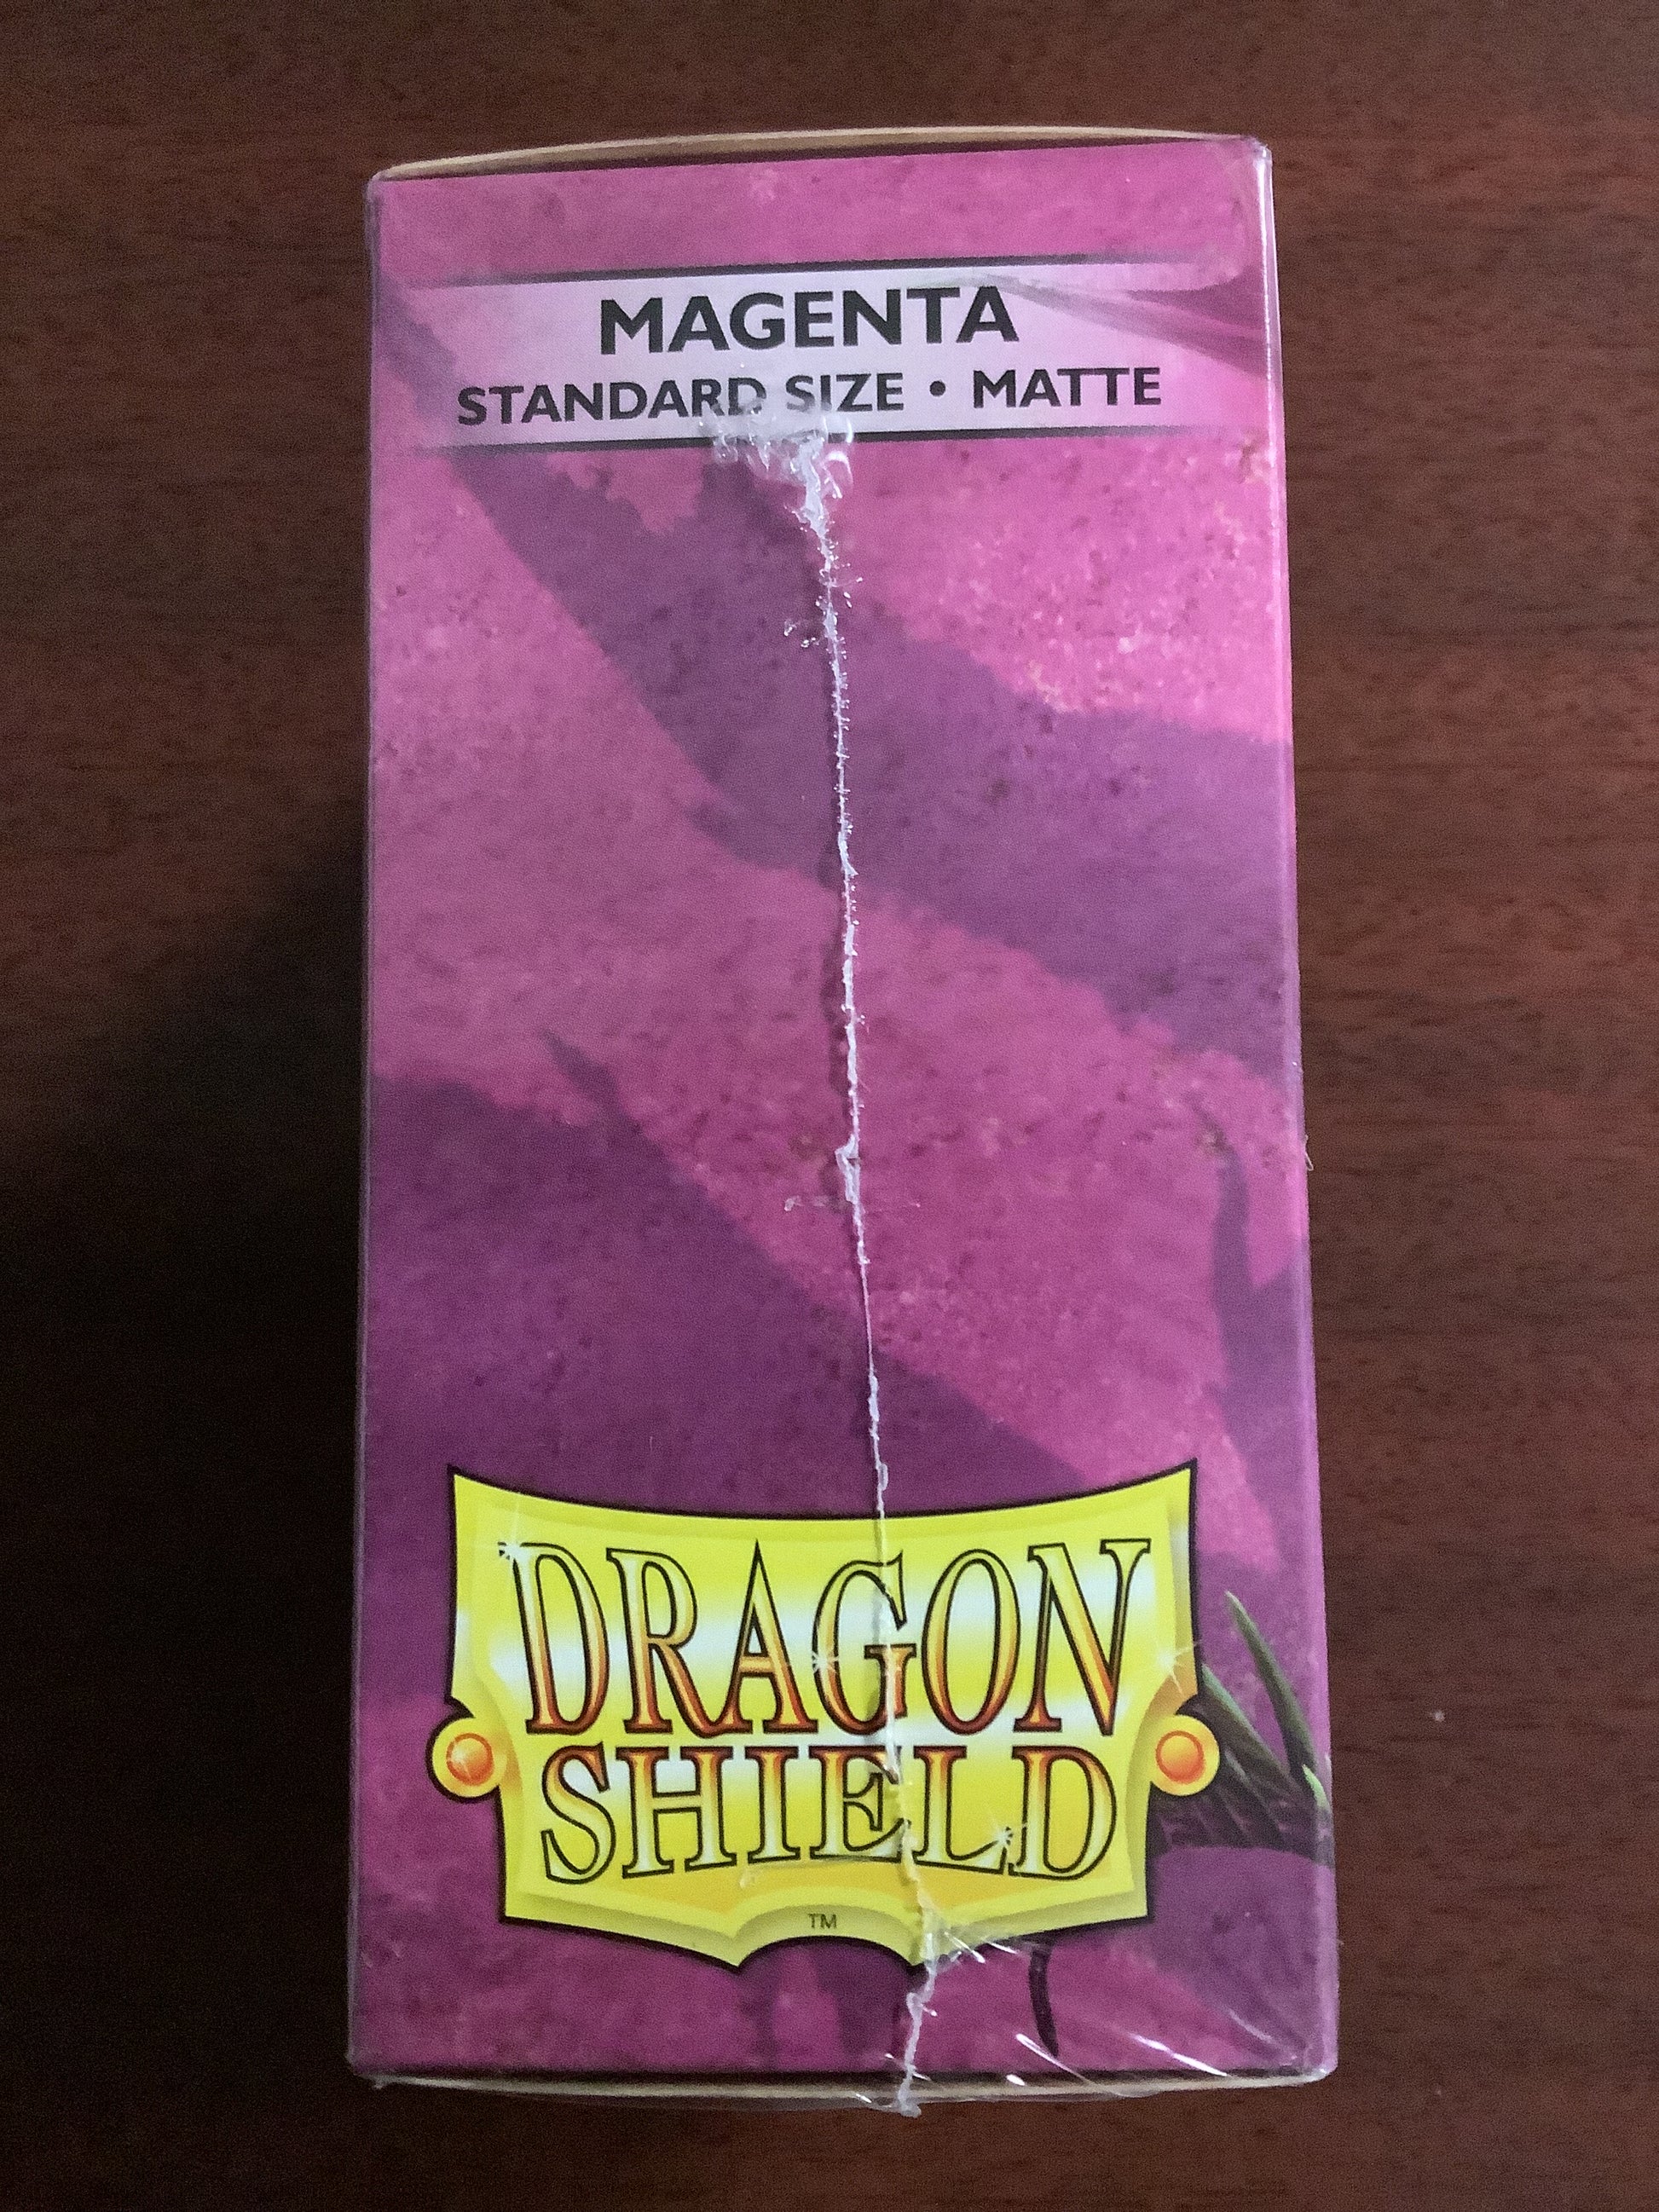 MAGENTA
STANDARD SIZE • MATTE
DRAGON
SHIELD
TM